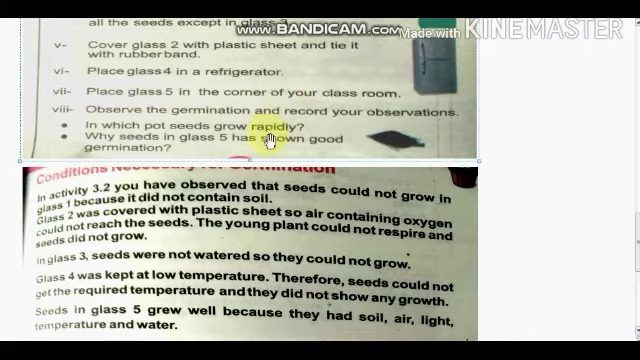 all the seeds except in glass 3.
WWW.BANDICAM.COM
Made with KINEMASTER
v- Cover glass 2 with plastic sheet and tie it
with rubber band.
vi- Place glass 4 in a refrigerator.
vii- Place glass 5 in the corner of your class room.
viii- Observe the germination and record your observations.
• In which pot seeds grow rapidly?
• Why seeds in glass 5 has shown good
germination?
Conditions Necessary for Germination
In activity 3.2 you have observed that seeds could not grow in
glass 1 because it did not contain soil.
Glass 2 was covered with plastic sheet so air containing oxygen
could not reach the seeds. The young plant could not respire and
seeds did not grow.
In glass 3, seeds were not watered so they could not grow.
Glass 4 was kept at low temperature. Therefore, seeds could not
get the required temperature and they did not show any growth.
Seeds in glass 5 grew well because they had soil, air, light,
temperature and water.